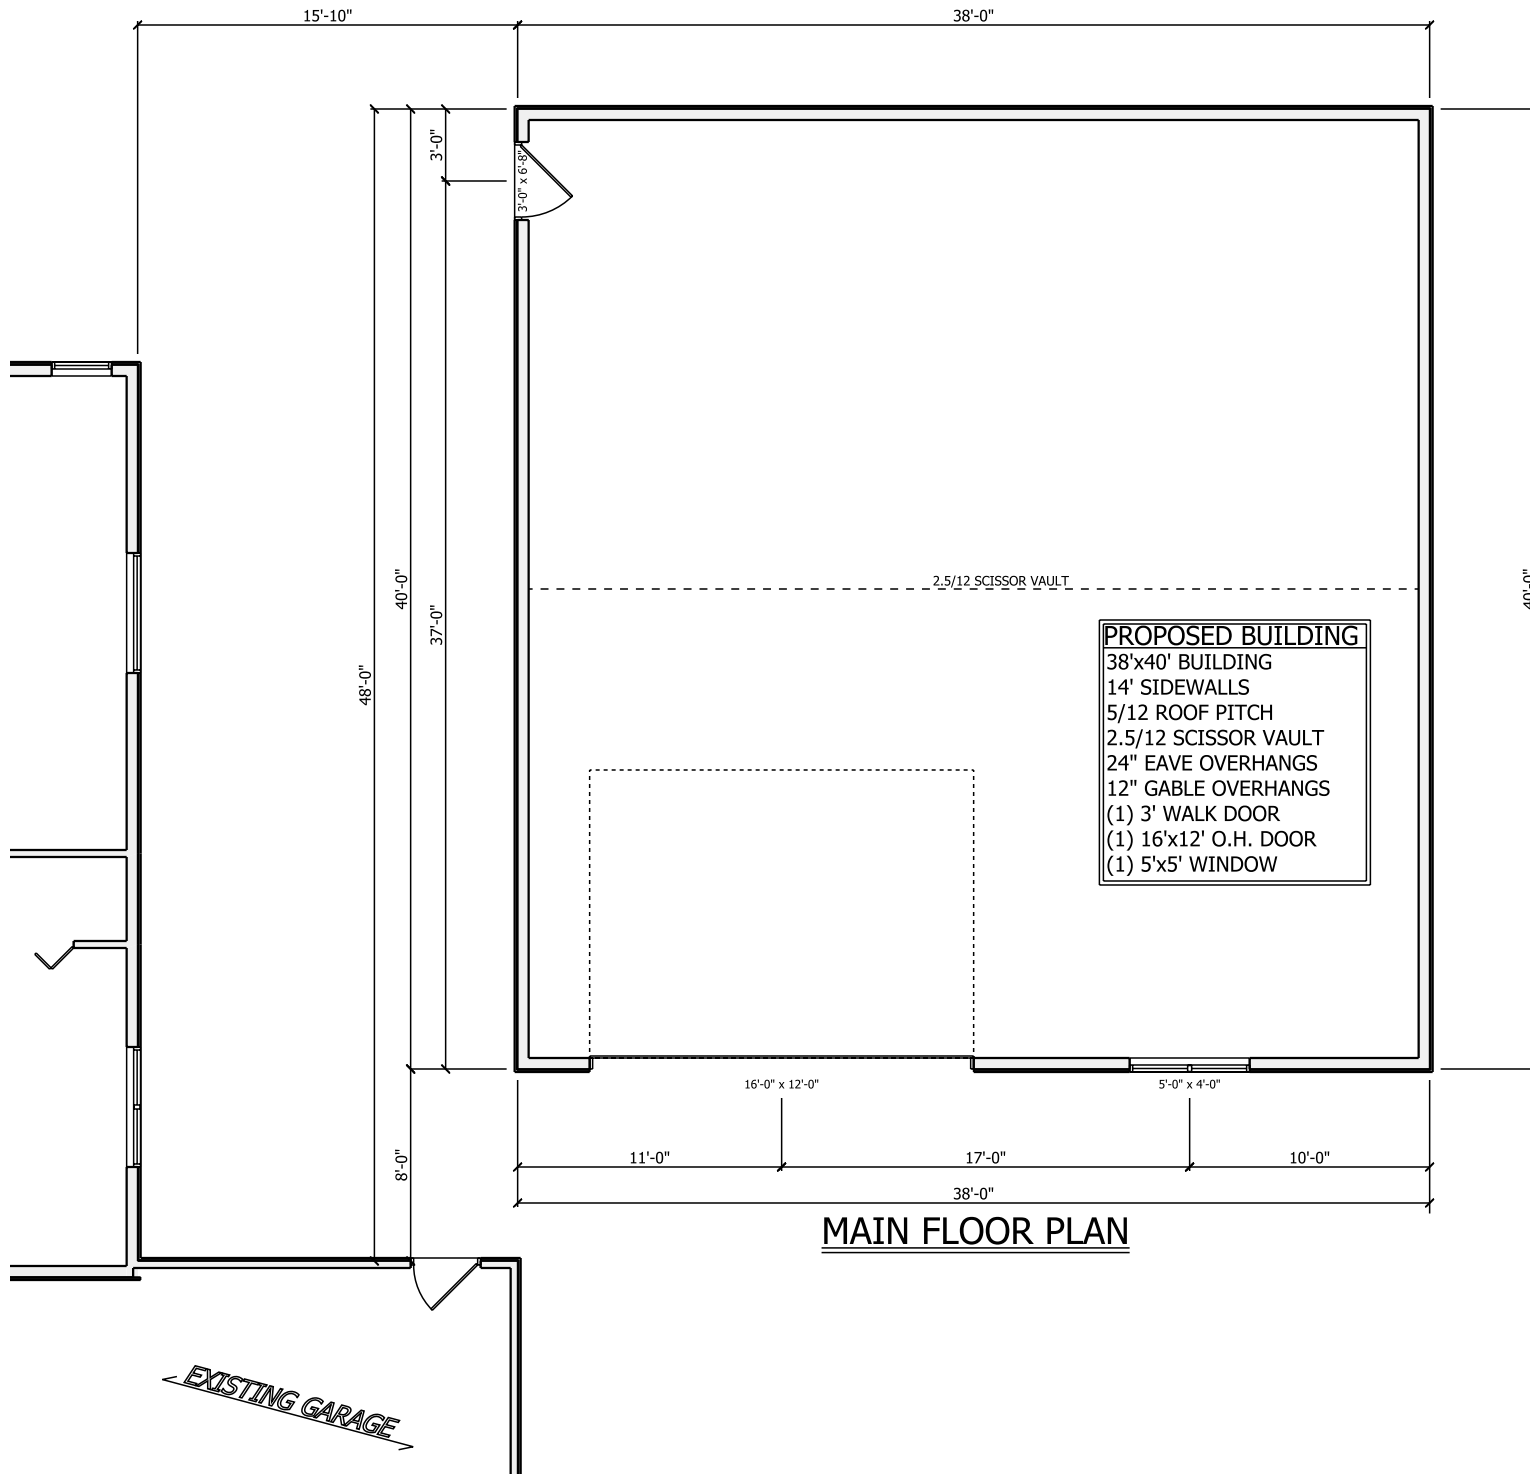 15'-10"
38'-0"
3'-0"
3'-0" x 6'-8"
40'-0"
37'-0"
48'-0"
40'-0"
2.5/12 SCISSOR VAULT
PROPOSED BUILDING
38'x40' BUILDING
14' SIDEWALLS
5/12 ROOF PITCH
2.5/12 SCISSOR VAULT
24" EAVE OVERHANGS
12" GABLE OVERHANGS
(1) 3' WALK DOOR
(1) 16'x12' O.H. DOOR
(1) 5'x5' WINDOW
16'-0" x 12'-0"
5'-0" x 4'-0"
8'-0"
11'-0"
17'-0"
10'-0"
38'-0"
MAIN FLOOR PLAN
EXISTING GARAGE